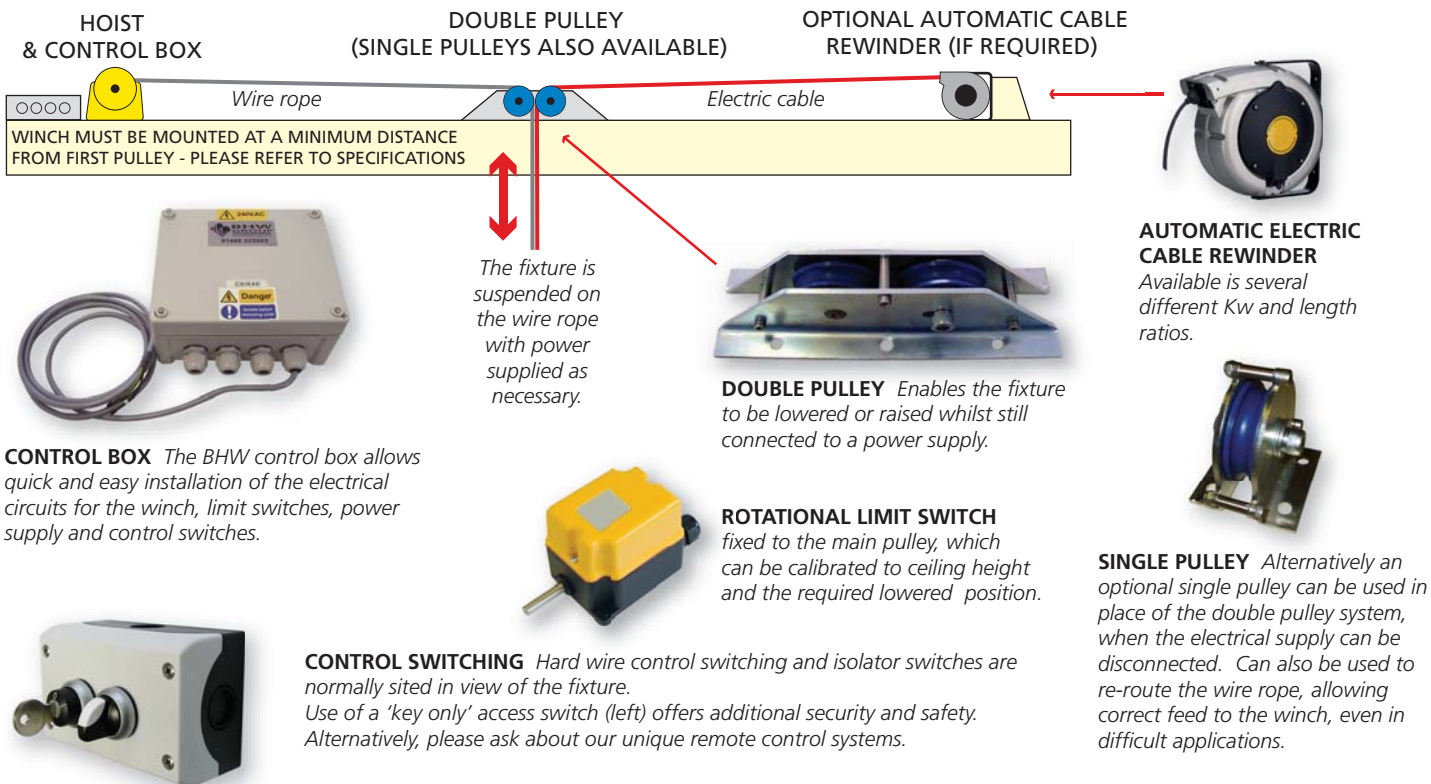 HOIST
& CONTROL BOX
DOUBLE PULLEY
(SINGLE PULLEYS ALSO AVAILABLE)
OPTIONAL AUTOMATIC CABLE
REWINDER (IF REQUIRED)
Wire rope
Electric cable
WINCH MUST BE MOUNTED AT A MINIMUM DISTANCE
FROM FIRST PULLEY - PLEASE REFER TO SPECIFICATIONS
240V.AC
BHW
GROUP
Danger
The fixture is
suspended on
the wire rope
with power
supplied as
necessary.
AUTOMATIC ELECTRIC
CABLE REWINDER
Available is several
different Kw and length
ratios.
DOUBLE PULLEY Enables the fixture
to be lowered or raised whilst still
connected to a power supply.
CONTROL BOX The BHW control box allows
quick and easy installation of the electrical
circuits for the winch, limit switches, power
supply and control switches.
ROTATIONAL LIMIT SWITCH
fixed to the main pulley, which
can be calibrated to ceiling height
and the required lowered position.
SINGLE PULLEY Alternatively an
optional single pulley can be used in
place of the double pulley system,
when the electrical supply can be
disconnected. Can also be used to
re-route the wire rope, allowing
correct feed to the winch, even in
difficult applications.
CONTROL SWITCHING Hard wire control switching and isolator switches are
normally sited in view of the fixture.
Use of a ‘key only’ access switch (left) offers additional security and safety.
Alternatively, please ask about our unique remote control systems.